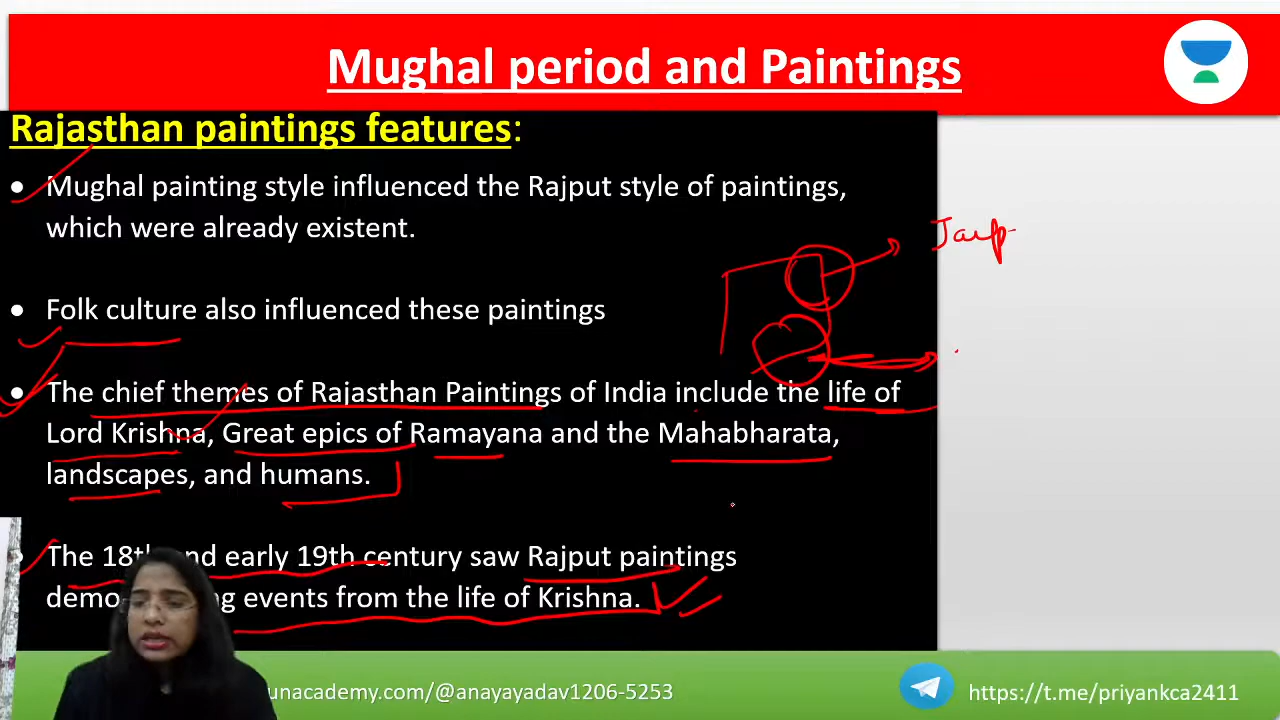 Mughal period and Paintings
Rajasthan paintings features:
• Mughal painting style influenced the Rajput style of paintings,
which were already existent.
• Folk culture also influenced these paintings
• The chief themes of Rajasthan Paintings of India include the life of
Lord Krishna, Great epics of Ramayana and the Mahabharata,
landscapes, and humans.
The 18th and early 19th century saw Rajput paintings
events from the life of Krishna.
unacademy.com/@anayayadav1206-5253
https://t.me/priyankca2411